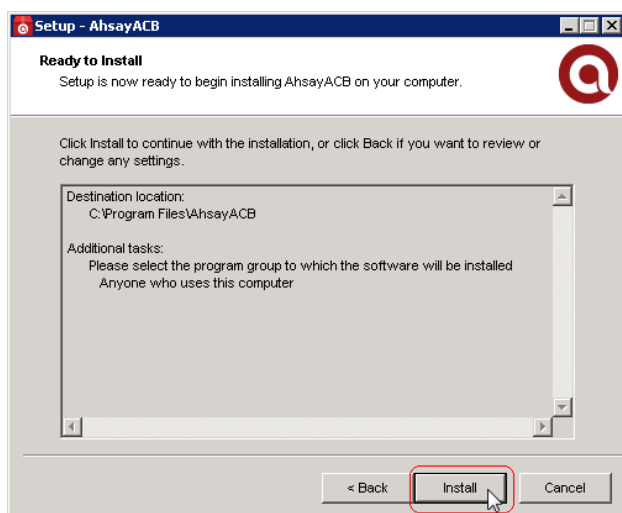 Setup - AhsayACB
Ready to Install
Setup is now ready to begin installing AhsayACB on your computer.
Click Install to continue with the installation, or click Back if you want to review or
change any settings.
Destination location:
C:\Program Files\AhsayACB
Additional tasks:
Please select the program group to which the software will be installed
Anyone who uses this computer
< Back
Install
Cancel